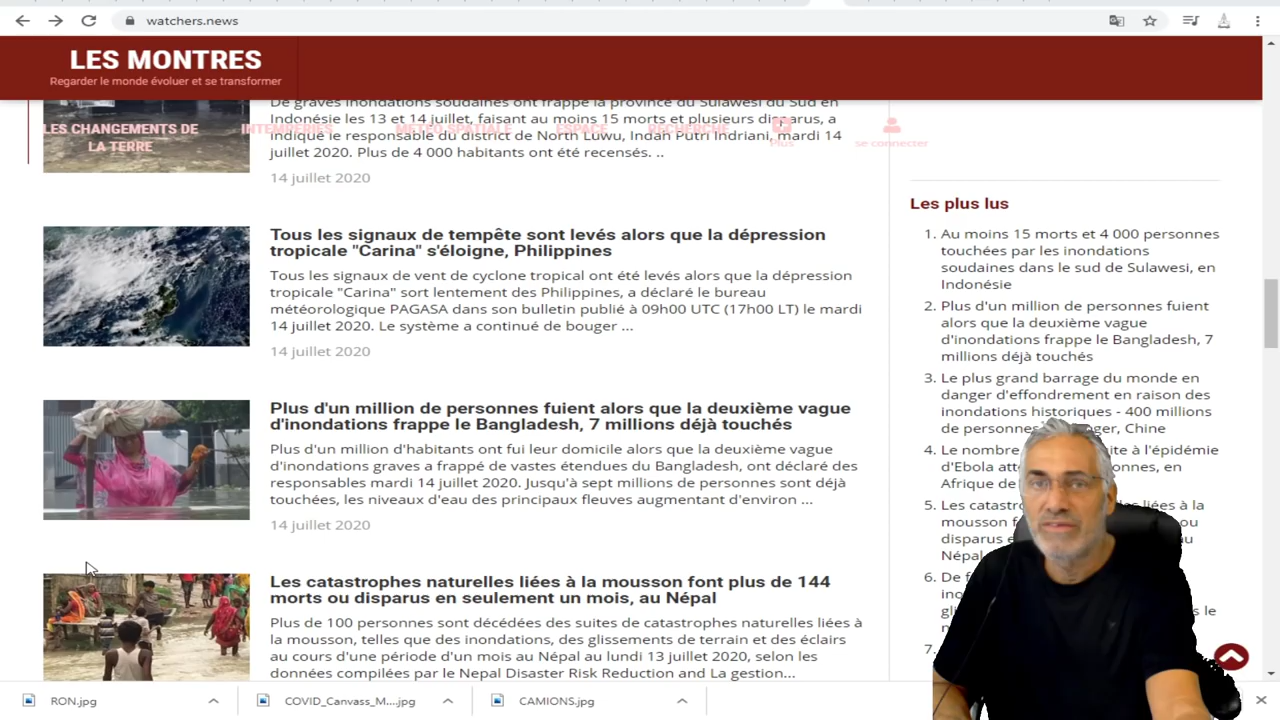 watchers.news
LES MONTRES
Regarder le monde évoluer et se transformer
LES CHANGEMENTS DE
LA TERRE
INTEMPÉRIES
MÉTÉO SPATIALE
ESPACE
RECHERCHE
Plus
se connecter
De graves inondations soudaines ont frappé la province du Sulawesi du Sud en
Indonésie les 13 et 14 juillet, faisant au moins 15 morts et plusieurs disparus, a
indiqué le responsable du district de North Luwu, Indah Putri Indriani, mardi 14
juillet 2020. Plus de 4 000 habitants ont été recensés. ..
14 juillet 2020
Tous les signaux de tempête sont levés alors que la dépression
tropicale "Carina" s'éloigne, Philippines
Tous les signaux de vent de cyclone tropical ont été levés alors que la dépression
tropicale "Carina" sort lentement des Philippines, a déclaré le bureau
météorologique PAGASA dans son bulletin publié à 09h00 UTC (17h00 LT) le mardi
14 juillet 2020. Le système a continué de bouger ...
14 juillet 2020
Plus d'un million de personnes fuient alors que la deuxième vague
d'inondations frappe le Bangladesh, 7 millions déjà touchés
Plus d'un million d'habitants ont fui leur domicile alors que la deuxième vague
d'inondations graves a frappé de vastes étendues du Bangladesh, ont déclaré des
responsables mardi 14 juillet 2020. Jusqu'à sept millions de personnes sont déjà
touchées, les niveaux d'eau des principaux fleuves augmentant d'environ ...
14 juillet 2020
Les catastrophes naturelles liées à la mousson font plus de 144
morts ou disparus en seulement un mois, au Népal
Plus de 100 personnes sont décédées des suites de catastrophes naturelles liées à
la mousson, telles que des inondations, des glissements de terrain et des éclairs
au cours d'une période d'un mois au Népal au lundi 13 juillet 2020, selon les
données compilées par le Nepal Disaster Risk Reduction and La gestion...
Les plus lus
1. Au moins 15 morts et 4 000 personnes
touchées par les inondations
soudaines dans le sud de Sulawesi, en
Indonésie
2. Plus d'un million de personnes fuient
alors que la deuxième vague
d'inondations frappe le Bangladesh, 7
millions déjà touchés
3. Le plus grand barrage du monde en
danger d'effondrement en raison des
inondations historiques - 400 millions
de personnes ger, Chine
4. Le nombre ite à l'épidémie
d'Ebola onnes, en
Afrique de
5. Les es liées à la
mousson ou
disparus au
Népal
6. De
le
7.
RON.jpg
COVID_Canvass_M....jpg
CAMIONS.jpg